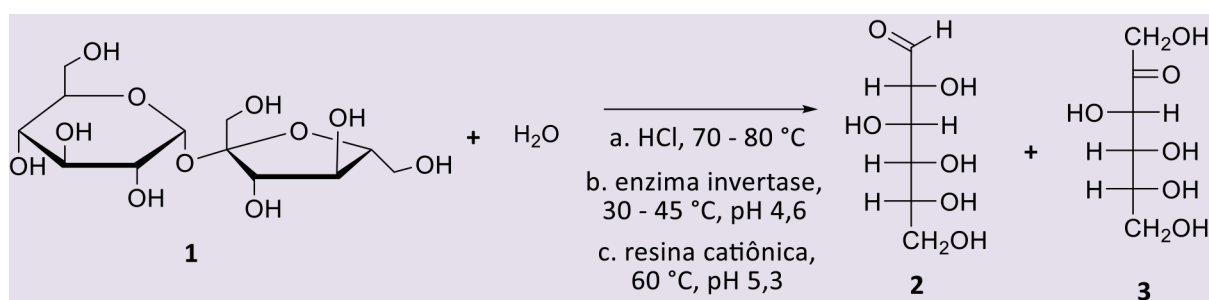 OH
O
OH
OH
OH
O
OH
O
OH
OH
OH
1
+
H₂O
a. HCl, 70 - 80 °C
b. enzima invertase,
30 - 45 °C, pH 4,6
c. resina catiônica,
60 °C, pH 5,3
O H
H OH
HO H
H OH
H OH
CH₂OH
2
+
CH₂OH
O
HO H
H OH
H OH
CH₂OH
3